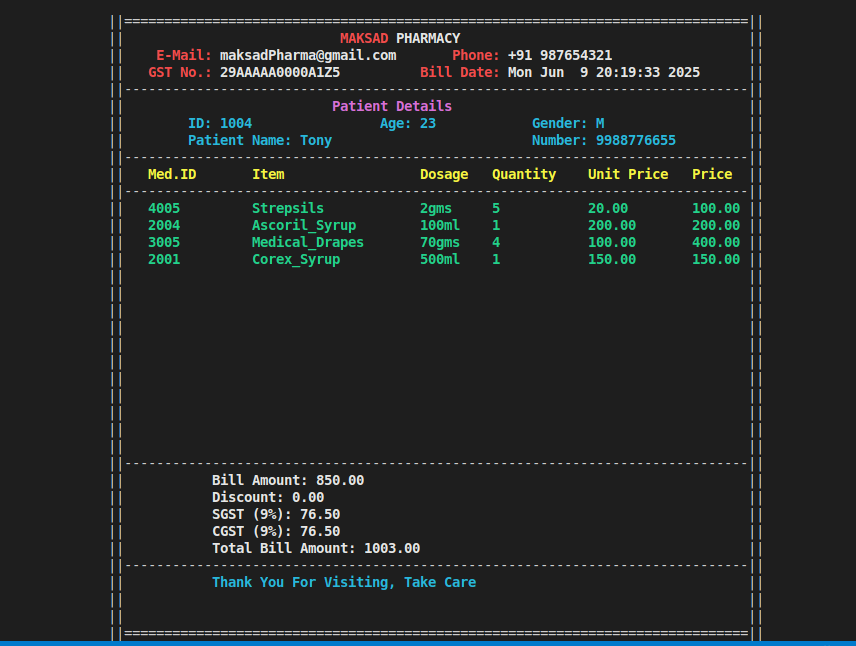 MAKSAD PHARMACY
E-Mail: maksadPharma@gmail.com Phone: +91 987654321
GST No.: 29AAAAA0000A1Z5 Bill Date: Mon Jun  9 20:19:33 2025
Patient Details
ID: 1004 Age: 23 Gender: M
Patient Name: Tony Number: 9988776655
Med.ID Item Dosage Quantity Unit Price Price
4005 Strepsils 2gms 5 20.00 100.00
2004 Ascoril_Syrup 100ml 1 200.00 200.00
3005 Medical_Drapes 70gms 4 100.00 400.00
2001 Corex_Syrup 500ml 1 150.00 150.00
Bill Amount: 850.00
Discount: 0.00
SGST (9%): 76.50
CGST (9%): 76.50
Total Bill Amount: 1003.00
Thank You For Visiting, Take Care